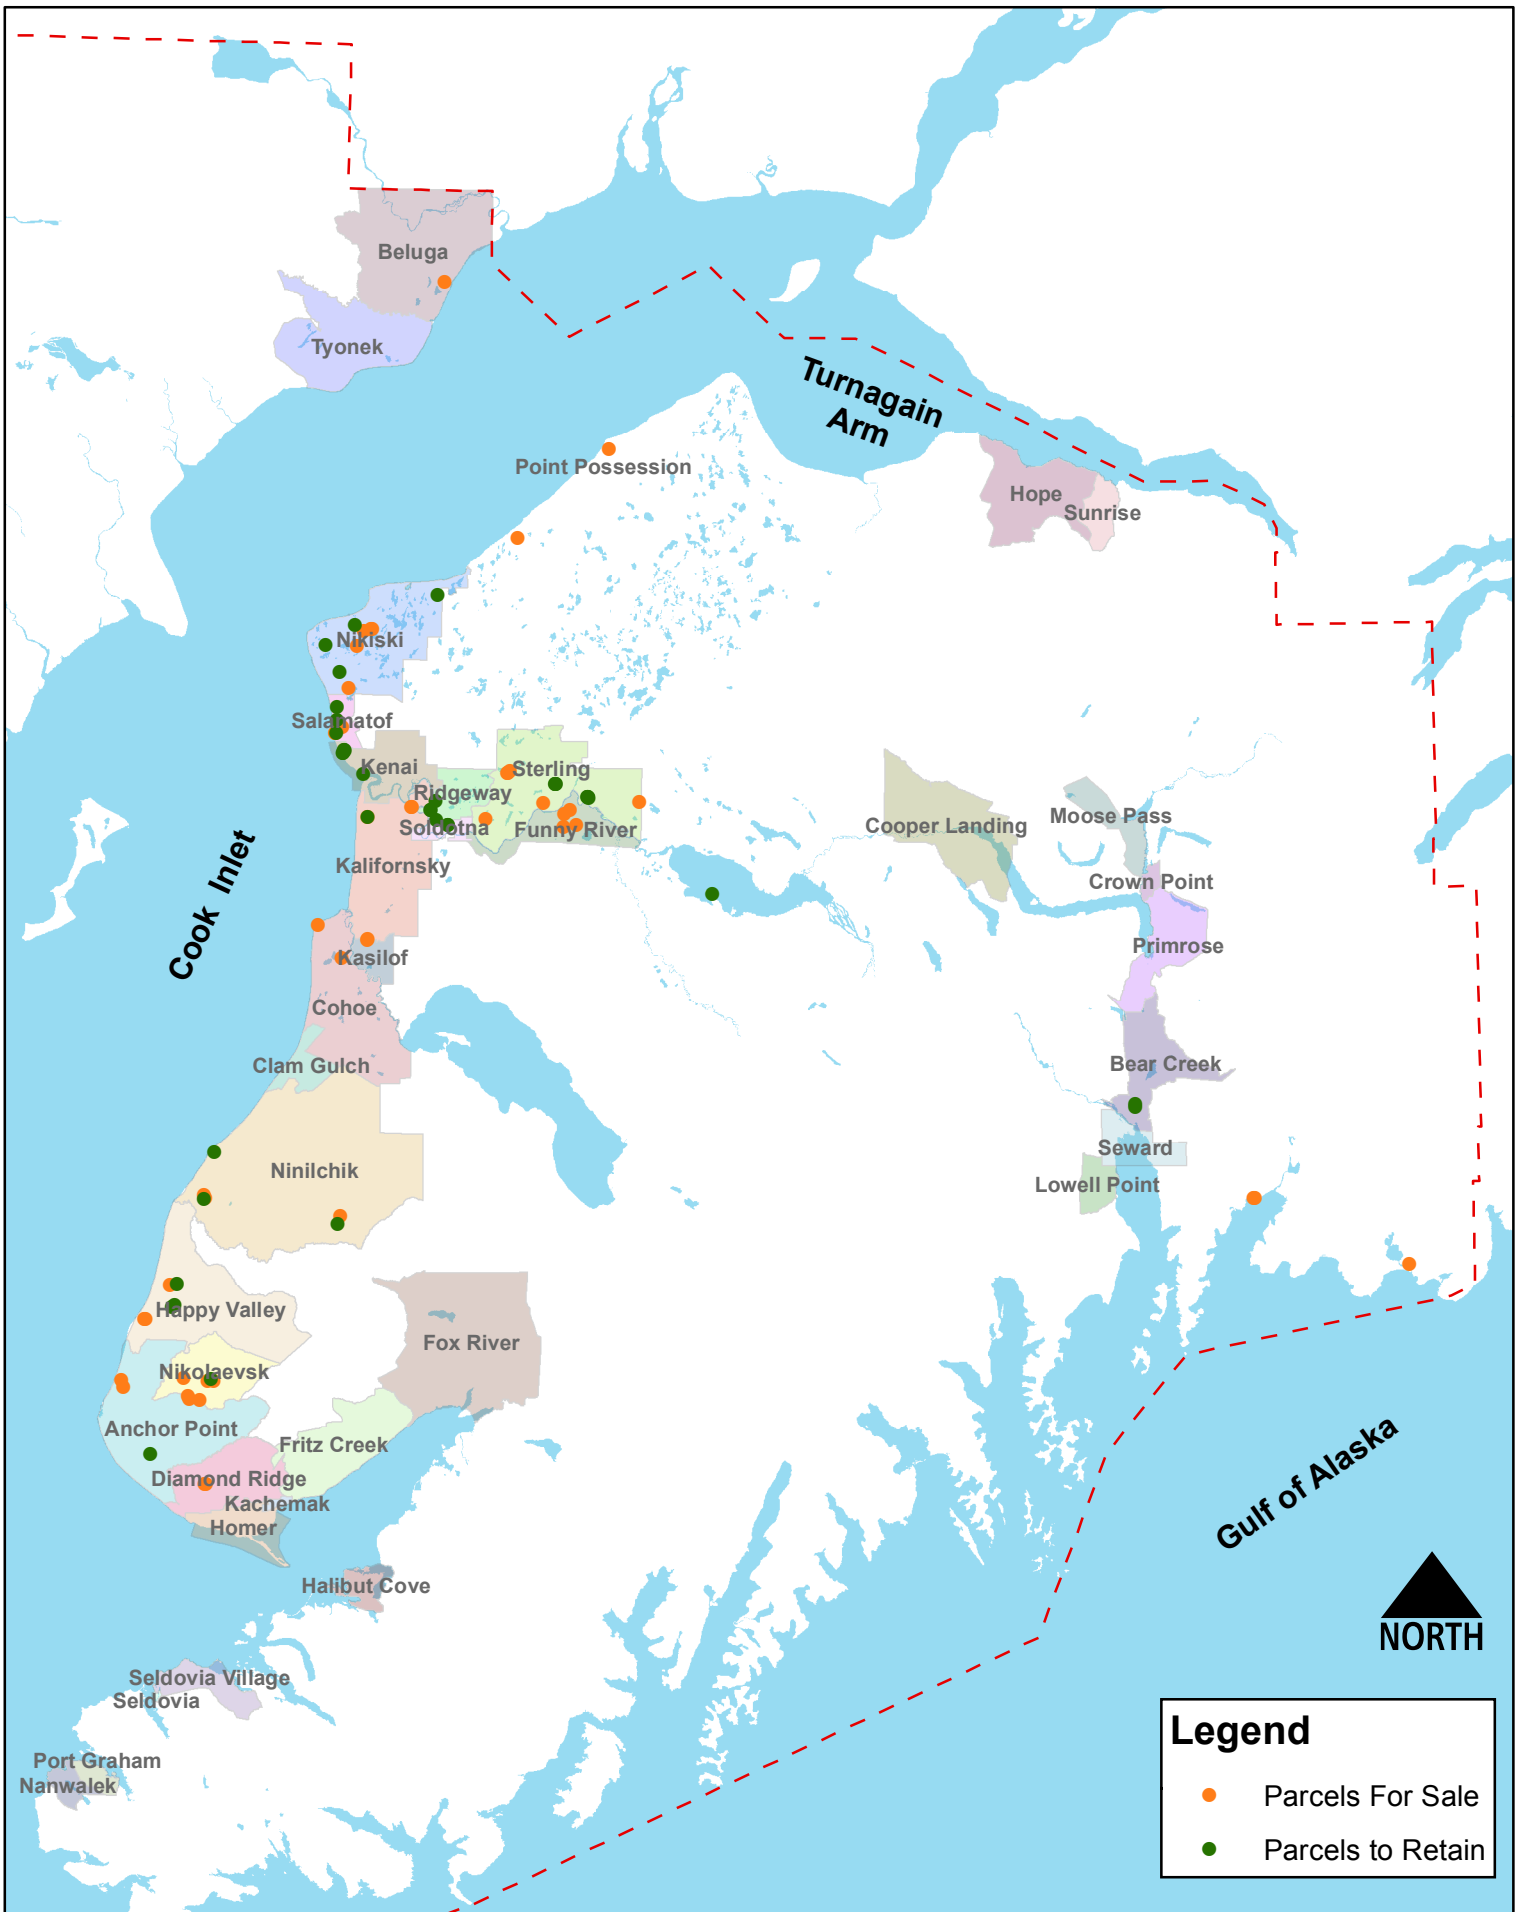 Beluga
Tyonek
Turnagain
Arm
Point Possession
Hope
Sunrise
Nikiski
Salamatof
Kenai
Sterling
Ridgeway
Soldotna
Funny River
Cooper Landing
Moose Pass
Kalifornsky
Crown Point
Cook Inlet
Primrose
Kasilof
Cohoe
Clam Gulch
Bear Creek
Seward
Ninilchik
Lowell Point
Happy Valley
Fox River
Nikolaevsk
Anchor Point
Fritz Creek
Diamond Ridge
Kachemak
Homer
Gulf of Alaska
Halibut Cove
NORTH
Seldovia Village
Seldovia
Port Graham
Nanwalek
Legend
Parcels For Sale
Parcels to Retain